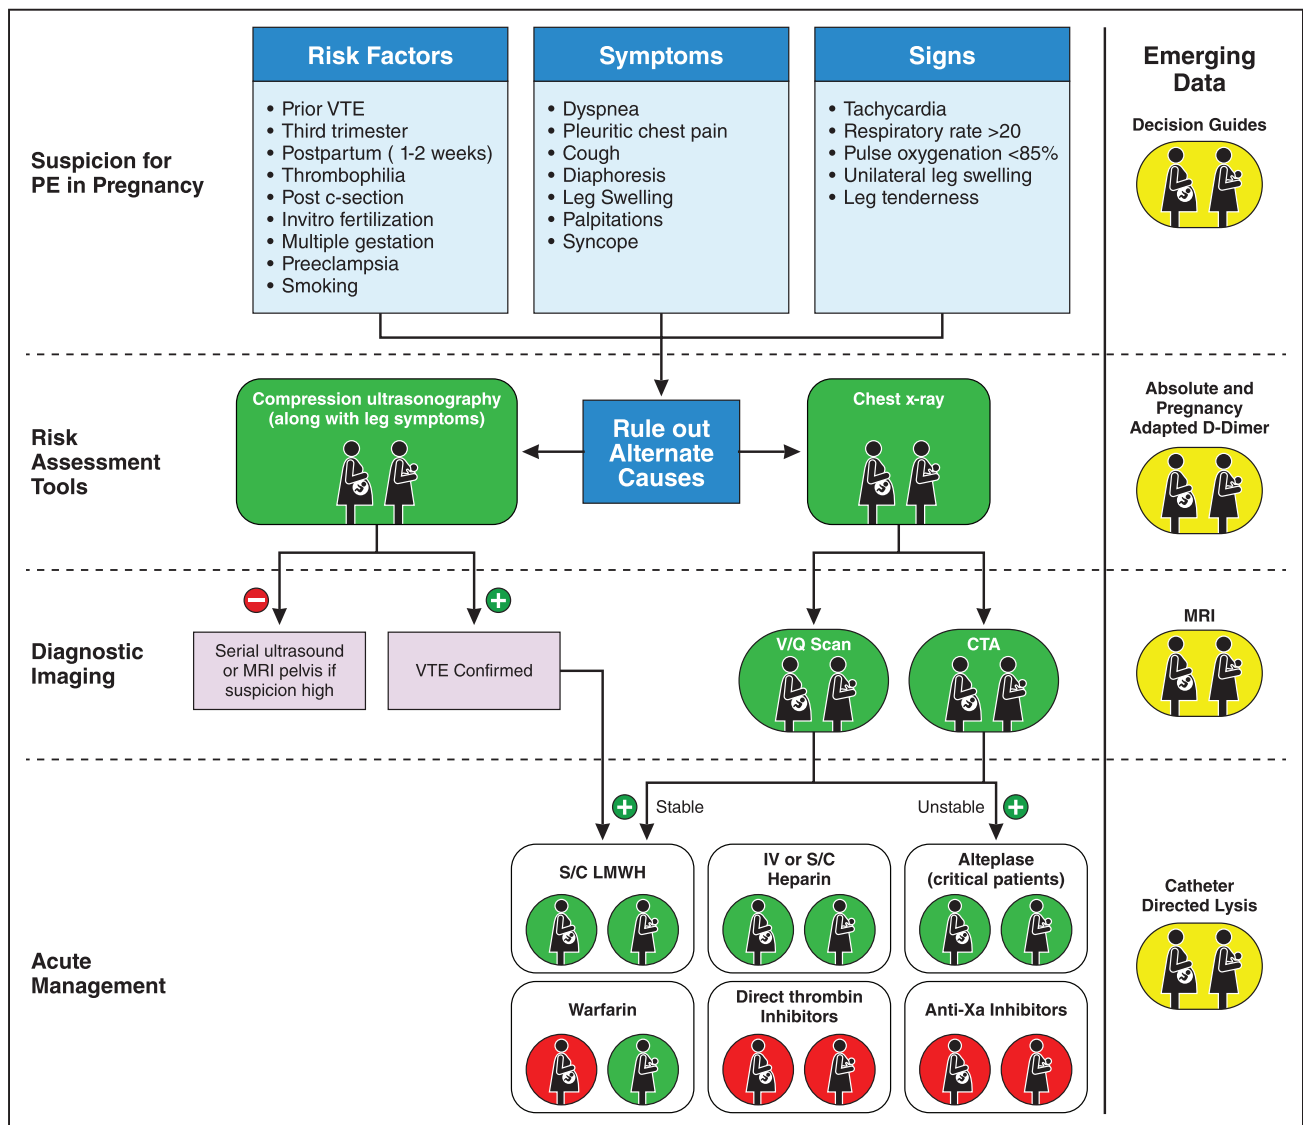 Suspicion for
PE in Pregnancy
Risk Factors
• Prior VTE
• Third trimester
• Postpartum ( 1-2 weeks)
• Thrombophilia
• Post c-section
• Invitro fertilization
• Multiple gestation
• Preeclampsia
• Smoking
Symptoms
• Dyspnea
• Pleuritic chest pain
• Cough
• Diaphoresis
• Leg Swelling
• Palpitations
• Syncope
Signs
• Tachycardia
• Respiratory rate >20
• Pulse oxygenation <85%
• Unilateral leg swelling
• Leg tenderness
Emerging
Data
Decision Guides
Risk
Assessment
Tools
Compression ultrasonography
(along with leg symptoms)
Rule out
Alternate
Causes
Chest x-ray
Absolute and
Pregnancy
Adapted D-Dimer
Diagnostic
Imaging
Serial ultrasound
or MRI pelvis if
suspicion high
VTE Confirmed
V/Q Scan
CTA
MRI
Acute
Management
Stable
Unstable
S/C LMWH
IV or S/C
Heparin
Alteplase
(critical patients)
Warfarin
Direct thrombin
Inhibitors
Anti-Xa Inhibitors
Catheter
Directed Lysis